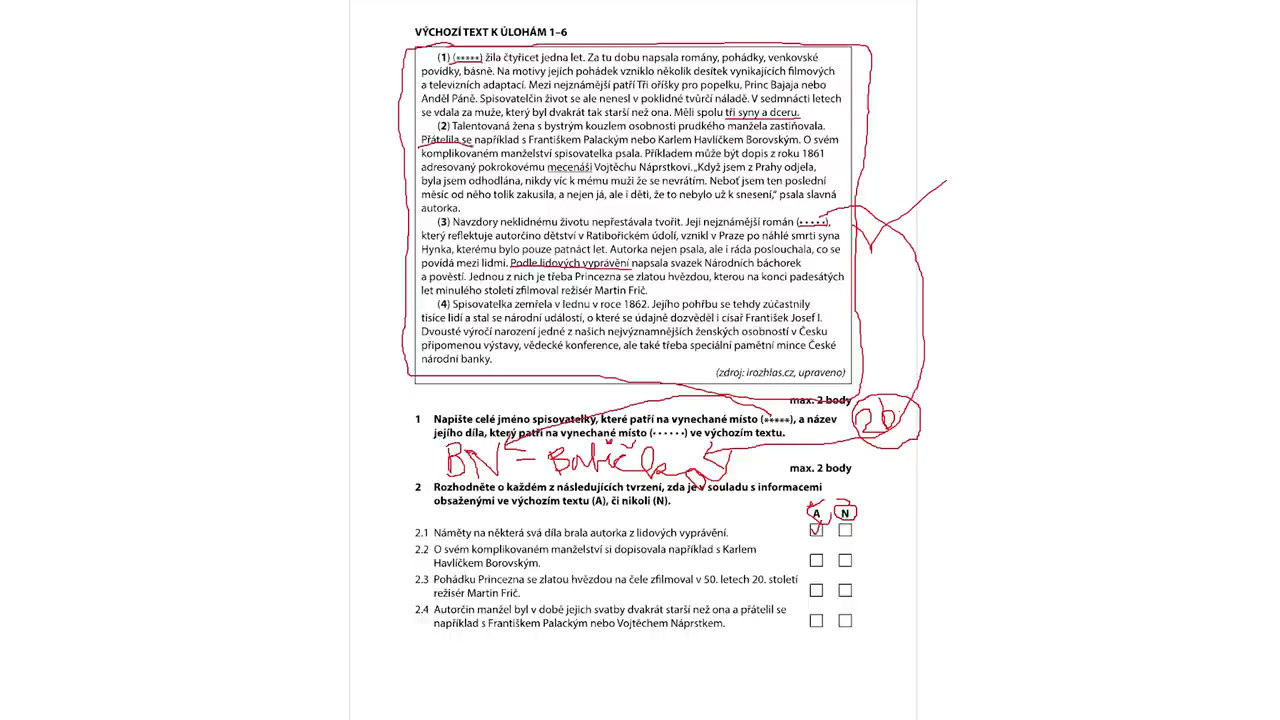 VÝCHOZÍ TEXT K ÚLOHÁM 1–6
(1) (*****) žila čtyřicet jedna let. Za tu dobu napsala romány, pohádky, venkovské
povídky, básně. Na motivy jejích pohádek vzniklo několik desítek vynikajících filmových
a televizních adaptací. Mezi nejznámější patří Tři oříšky pro popelku, Princ Bajaja nebo
Anděl Páně. Spisovatelčin život se ale nenesl v poklidné tvůrčí náladě. V sedmnácti letech
se vdala za muže, který byl dvakrát tak starší než ona. Měli spolu tři syny a dceru.
(2) Talentovaná žena s bystrým kouzlem osobnosti prudkého manžela zastiňovala.
Přátelila se například s Františkem Palackým nebo Karlem Havlíčkem Borovským. O svém
komplikovaném manželství spisovatelka psala. Příkladem může být dopis z roku 1861
adresovaný pokrokovému mecenáši Vojtěchu Náprstkovi. „Když jsem z Prahy odjela,
byla jsem odhodlána, nikdy víc k mému muži že se nevrátím. Neboť jsem ten poslední
měsíc od něho tolik zakusila, a nejen já, ale i děti, že to nebylo už k snesení,“ psala slavná
autorka.
(3) Navzdory neklidnému životu nepřestávala tvořit. Její nejznámější román (•••••),
který reflektuje autorčino dětství v Ratibořickém údolí, vznikl v Praze po náhlé smrti syna
Hynka, kterému bylo pouze patnáct let. Autorka nejen psala, ale i ráda poslouchala, co se
povídá mezi lidmi. Podle lidových vyprávění napsala svazek Národních báchorek
a pověstí. Jednou z nich je třeba Princezna se zlatou hvězdou, kterou na konci padesátých
let minulého století zfilmoval režisér Martin Frič.
(4) Spisovatelka zemřela v lednu v roce 1862. Jejího pohřbu se tehdy zúčastnily
tisíce lidí a stal se národní událostí, o které se údajně dozvěděl i císař František Josef I.
Dvousté výročí narození jedné z našich nejvýznamnějších ženských osobností v Česku
připomenou výstavy, vědecké konference, ale také třeba speciální pamětní mince České
národní banky.
(zdroj: irozhlas.cz, upraveno)
max. 2 body
1 Napište celé jméno spisovatelky, které patří na vynechané místo (*****), a název
jejího díla, který patří na vynechané místo (••••••) ve výchozím textu.
2b
BN = Babička
max. 2 body
2 Rozhodněte o každém z následujících tvrzení, zda je v souladu s informacemi
obsaženými ve výchozím textu (A), či nikoli (N).
A N
2.1 Náměty na některá svá díla brala autorka z lidových vyprávění.
2.2 O svém komplikovaném manželství si dopisovala například s Karlem
Havlíčkem Borovským.
2.3 Pohádku Princezna se zlatou hvězdou na čele zfilmoval v 50. letech 20. století
režisér Martin Frič.
2.4 Autorčin manžel byl v době jejich svatby dvakrát starší než ona a přátelil se
například s Františkem Palackým nebo Vojtěchem Náprstkem.